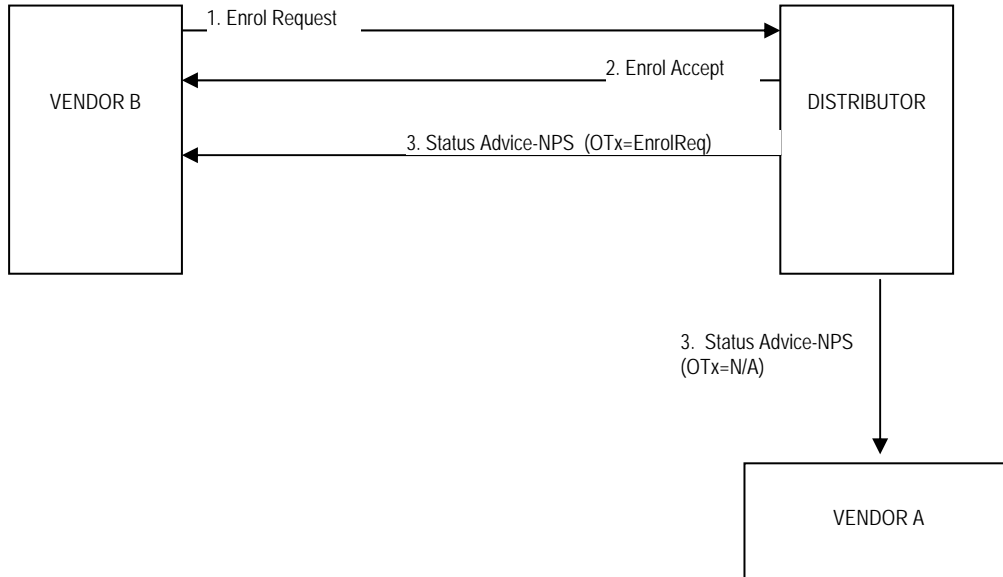 1. Enrol Request
2. Enrol Accept
VENDOR B
DISTRIBUTOR
3. Status Advice-NPS (OTx=EnrolReq)
3. Status Advice-NPS
(OTx=N/A)
VENDOR A